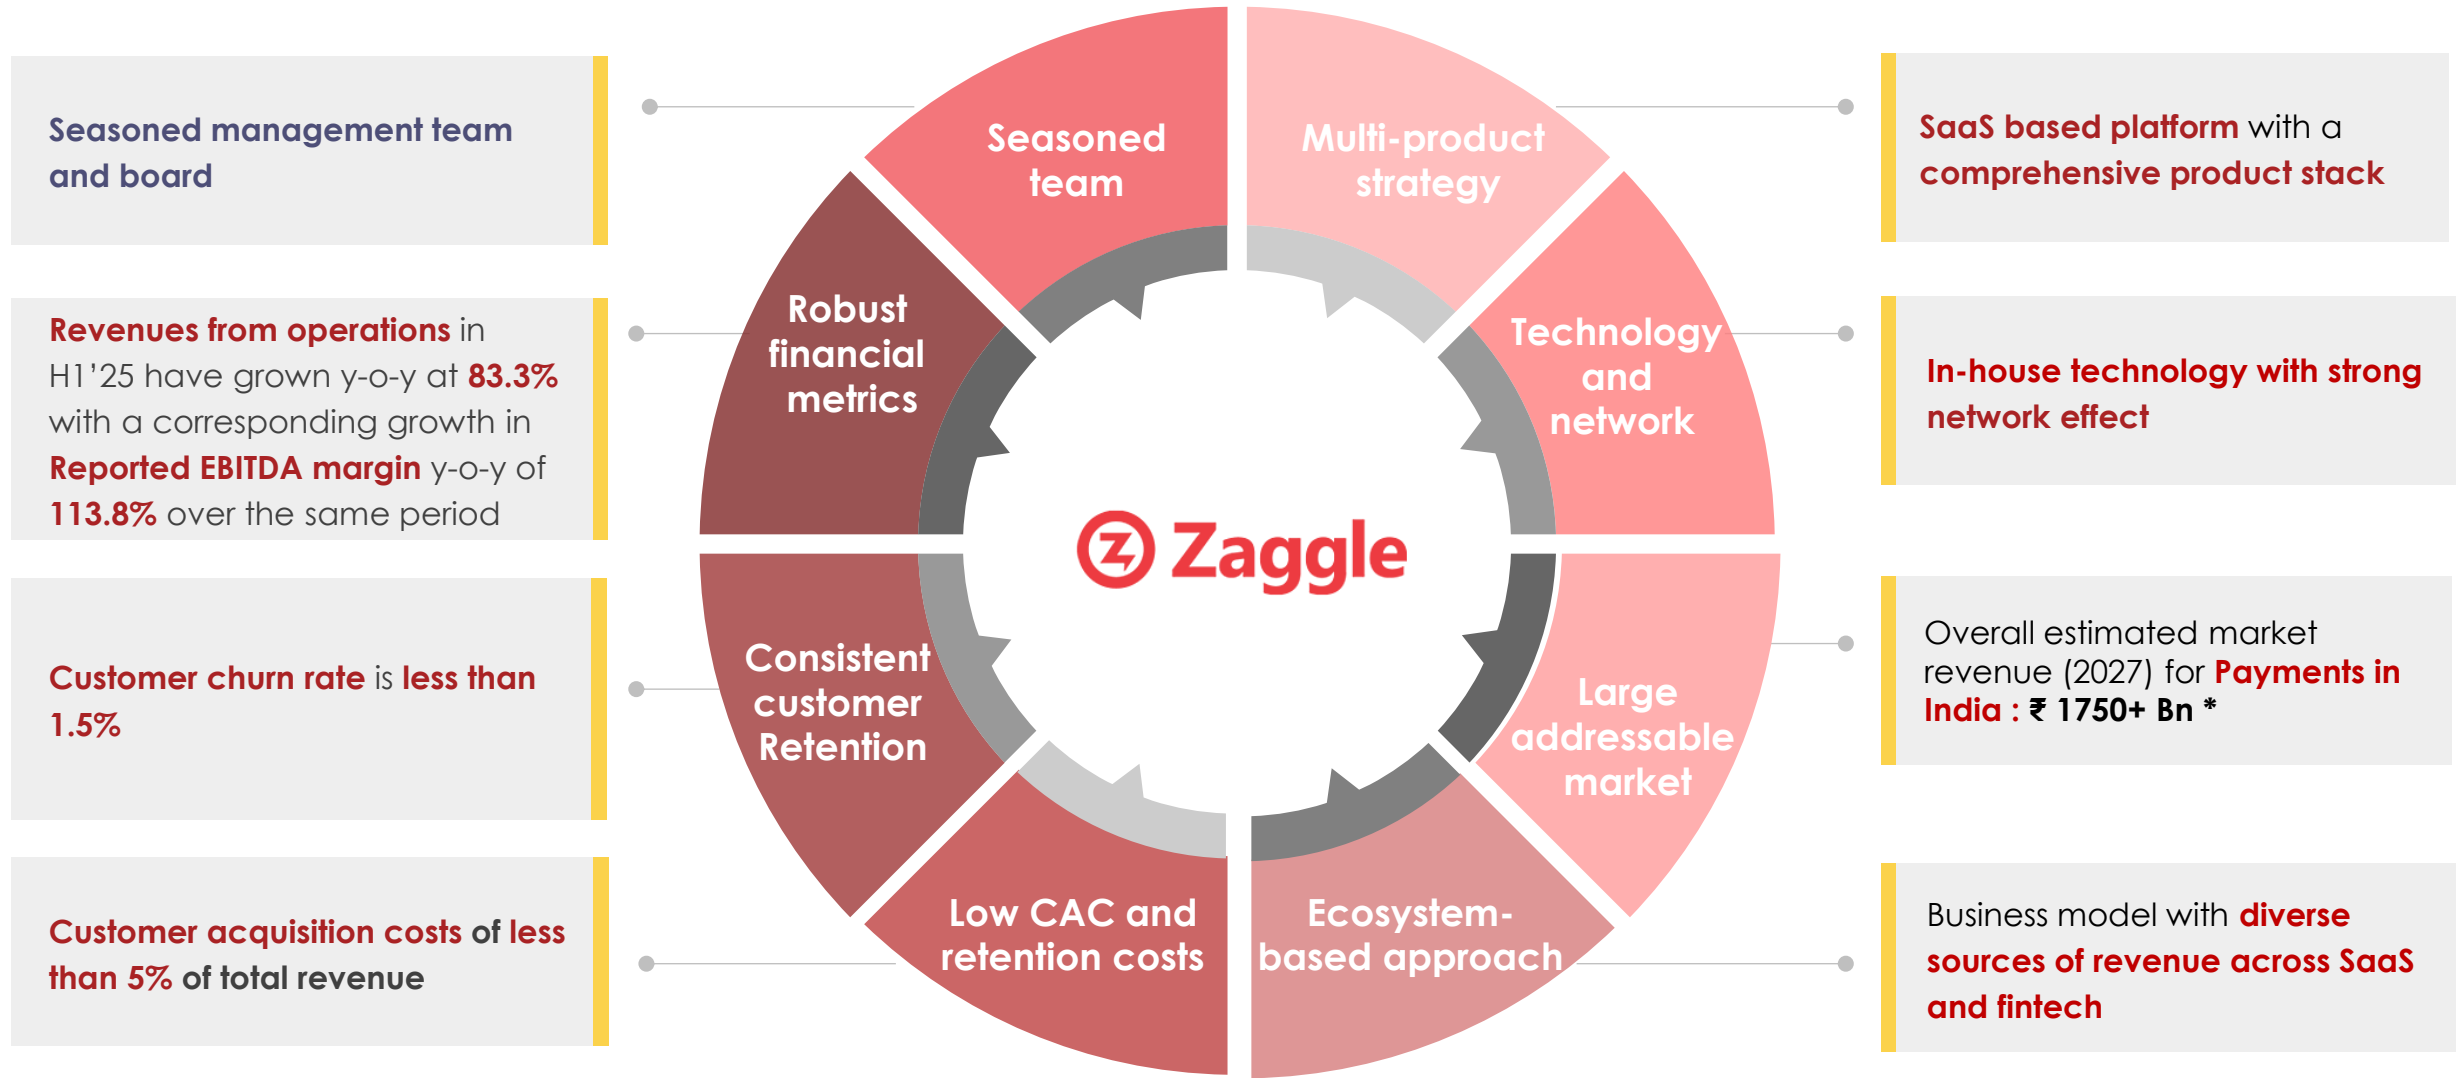 Seasoned management team
and board
Revenues from operations in
H1’25 have grown y-o-y at 83.3%
with a corresponding growth in
Reported EBITDA margin y-o-y of
113.8% over the same period
Customer churn rate is less than
1.5%
Customer acquisition costs of less
than 5% of total revenue
Seasoned
team
Multi-product
strategy
Robust
financial
metrics
Technology
and
network
Zaggle
Consistent
customer
Retention
Large
addressable
market
Low CAC and
retention costs
Ecosystem-
based approach
SaaS based platform with a
comprehensive product stack
In-house technology with strong
network effect
Overall estimated market
revenue (2027) for Payments in
India : ₹ 1750+ Bn *
Business model with diverse
sources of revenue across SaaS
and fintech